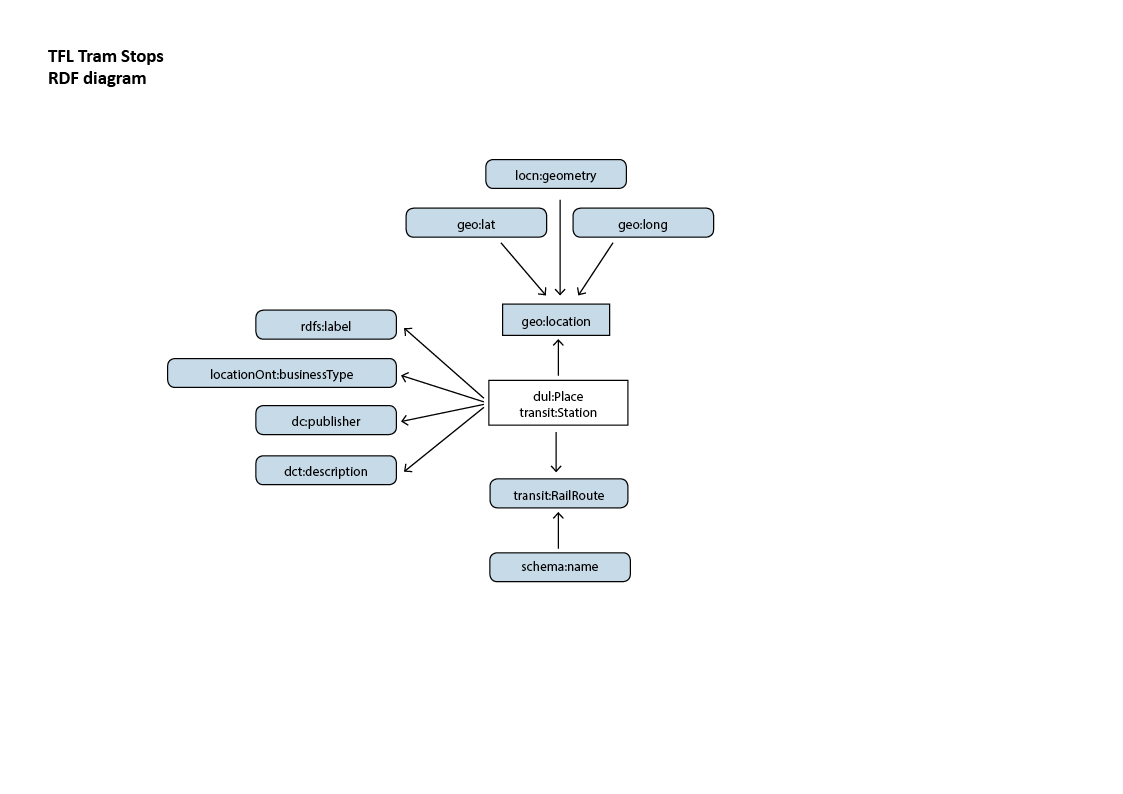 TFL Tram Stops
RDF diagram
locn:geometry
geo:lat
geo:long
geo:location
rdfs:label
locationOnt:businessType
dul:Place
transit:Station
dc:publisher
dct:description
transit:RailRoute
schema:name